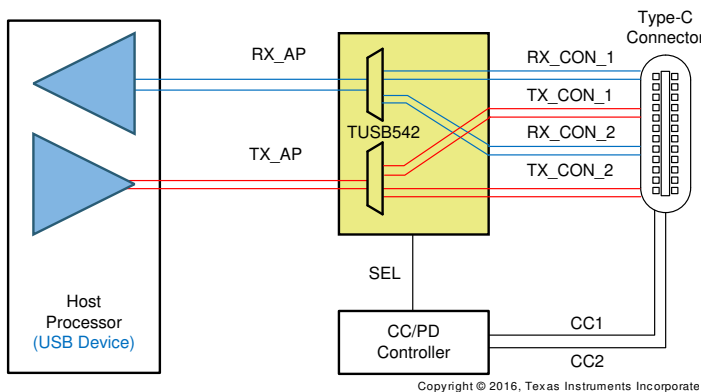 Type-C
Connector
RX_AP
RX_CON_1
TX_CON_1
TUSB542
RX_CON_2
TX_AP
TX_CON_2
SEL
Host
Processor
(USB Device)
CC/PD
Controller
CC1
CC2
Copyright © 2016, Texas Instruments Incorporate